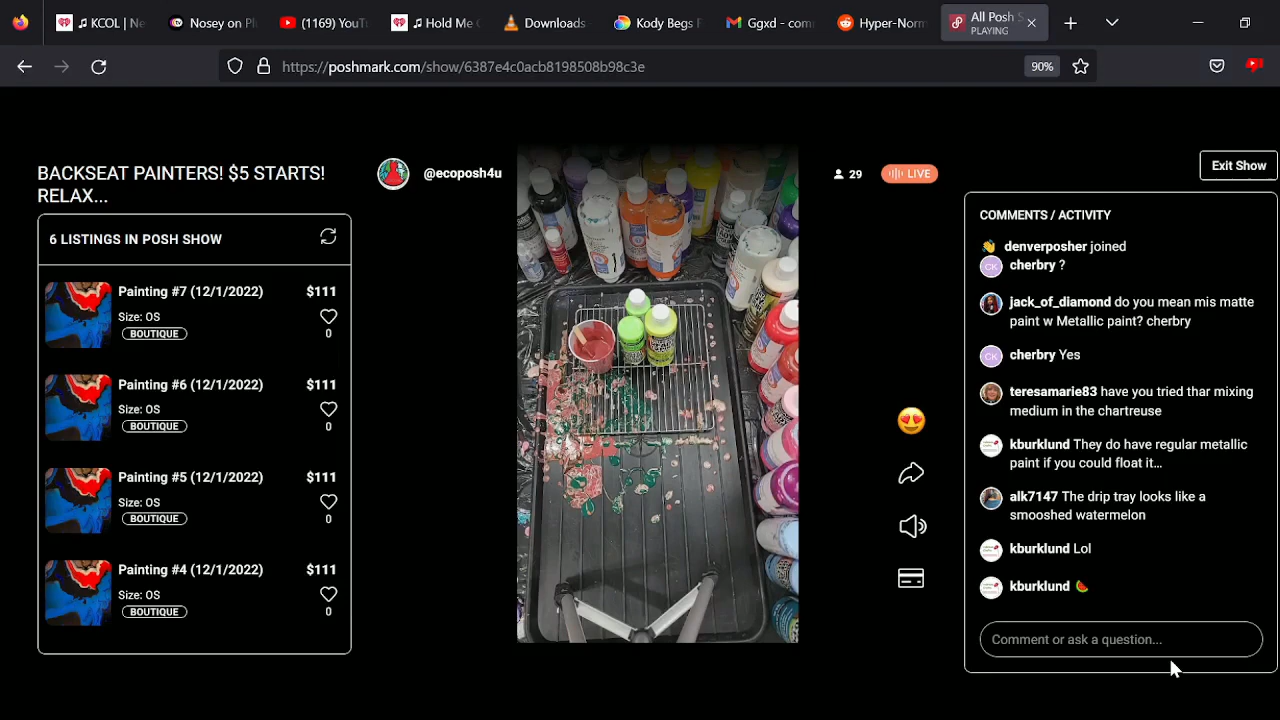 ♫ KCOL | Ne
Nosey on Pl
(1169) YouT
♫ Hold Me C
Downloads
Kody Begs F
Ggxd - com
Hyper-Norm
All Posh S
PLAYING
https://poshmark.com/show/6387e4c0acb8198508b98c3e
90%
BACKSEAT PAINTERS! $5 STARTS!
RELAX...
@ecoposh4u
29
LIVE
Exit Show
6 LISTINGS IN POSH SHOW
Painting #7 (12/1/2022) $111
Size: OS
BOUTIQUE
0
Painting #6 (12/1/2022) $111
Size: OS
BOUTIQUE
0
Painting #5 (12/1/2022) $111
Size: OS
BOUTIQUE
0
Painting #4 (12/1/2022) $111
Size: OS
BOUTIQUE
0
COMMENTS / ACTIVITY
👋 denverposher joined
CK cherbry ?
jack_of_diamond do you mean mis matte
paint w Metallic paint? cherbry
CK cherbry Yes
teresamarie83 have you tried thar mixing
medium in the chartreuse
kburklund They do have regular metallic
paint if you could float it...
alk7147 The drip tray looks like a
smooshed watermelon
kburklund Lol
kburklund 🍉
Comment or ask a question...